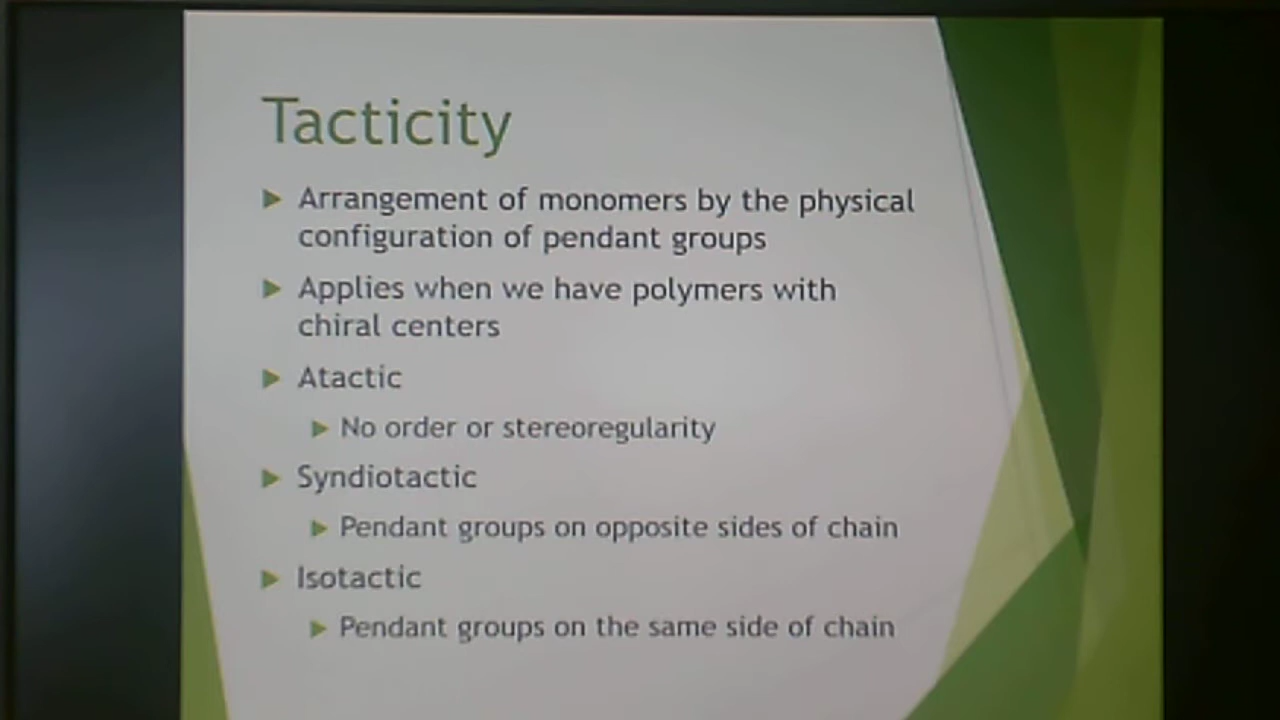 Tacticity
Arrangement of monomers by the physical
configuration of pendant groups
Applies when we have polymers with
chiral centers
Atactic
No order or stereoregularity
Syndiotactic
Pendant groups on opposite sides of chain
Isotactic
Pendant groups on the same side of chain